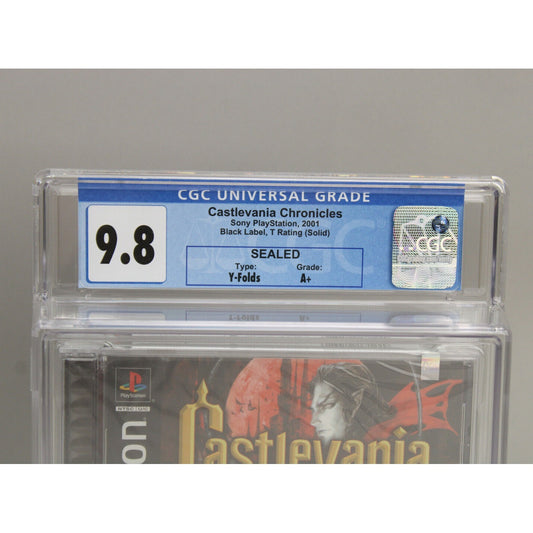 CGC UNIVERSAL GRADE
9.8
Castlevania Chronicles
Sony PlayStation, 2001
Black Label, T Rating (Solid)
SEALED
Type:
Grade:
Y-Folds
A+
CGC
PlayStation
NTSC U/C
Castlevania